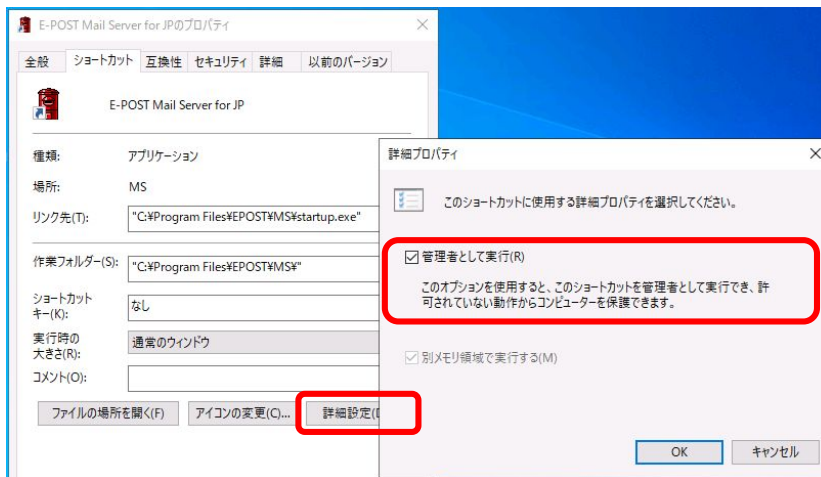 E-POST Mail Server for JPのプロパティ
全般 ショートカット 互換性 セキュリティ 詳細 以前のバージョン
E-POST Mail Server for JP
種類: アプリケーション
場所: MS
リンク先(T): "C:¥Program Files¥EPOST¥MS¥startup.exe"
作業フォルダー(S): "C:¥Program Files¥EPOST¥MS¥"
ショートカット
キー(K): なし
実行時の
大きさ(R): 通常のウィンドウ
コメント(O):
ファイルの場所を開く(F) アイコンの変更(C)... 詳細設定(D
詳細プロパティ
このショートカットに使用する詳細プロパティを選択してください。
管理者として実行(R)
このオプションを使用すると、このショートカットを管理者として実行でき、許
可されていない動作からコンピューターを保護できます。
別メモリ領域で実行する(M)
OK キャンセル